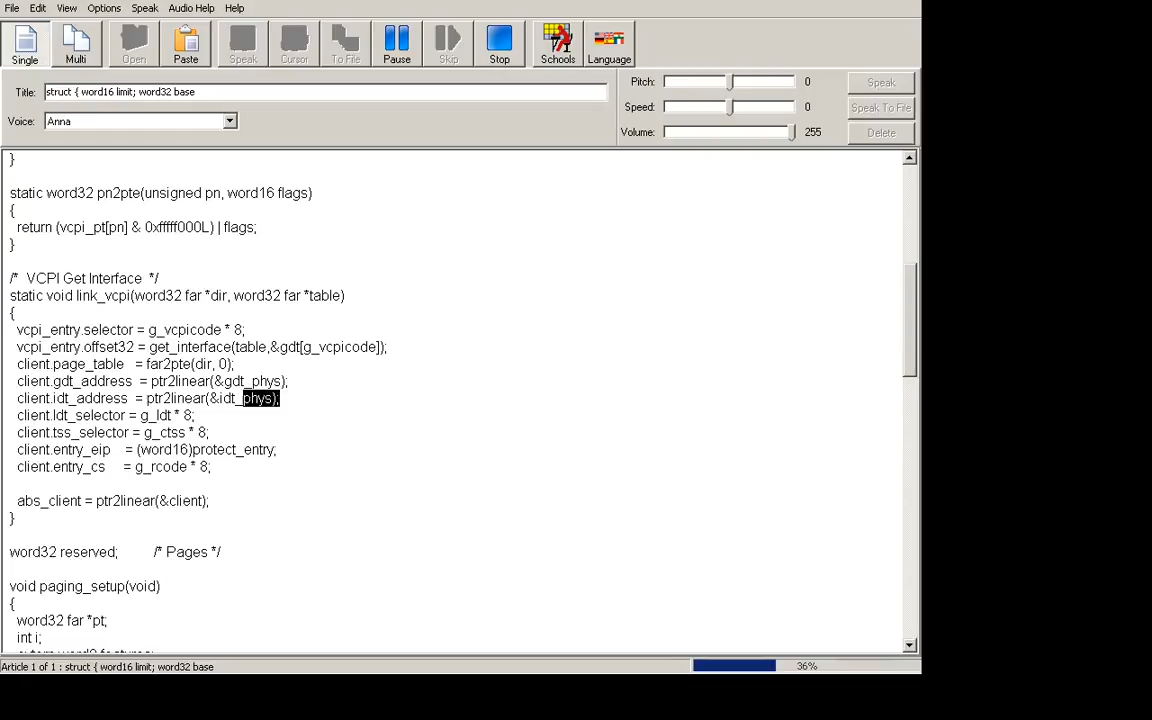 File Edit View Options Speak Audio Help Help
Single Multi Open Paste Speak Cursor To File Pause Skip Stop Schools Language
Title: struct { word16 limit; word32 base
Voice: Anna
Pitch: 0 Speak
Speed: 0 Speak To File
Volume: 255 Delete
}
static word32 pn2pte(unsigned pn, word16 flags)
{
return (vcpi_pt[pn] & 0xfffff000L) | flags;
}
/* VCPI Get Interface */
static void link_vcpi(word32 far *dir, word32 far *table)
{
vcpi_entry.selector = g_vcpicode * 8;
vcpi_entry.offset32 = get_interface(table,&gdt[g_vcpicode]);
client.page_table = far2pte(dir, 0);
client.gdt_address = ptr2linear(&gdt_phys);
client.idt_address = ptr2linear(&idt_phys);
client.ldt_selector = g_ldt * 8;
client.tss_selector = g_ctss * 8;
client.entry_eip = (word16)protect_entry;
client.entry_cs = g_rcode * 8;
abs_client = ptr2linear(&client);
}
word32 reserved; /* Pages */
void paging_setup(void)
{
word32 far *pt;
int i;
Article 1 of 1 : struct { word16 limit; word32 base 36%